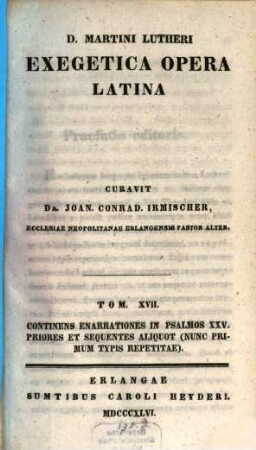 D. MARTINI LUTHERI
EXEGETICA OPERA
LATINA
CURAVIT
DR. JOAN. CONRAD. IRMISCHER,
ECCLESIAE NEOPOLITANAE ERLANGENSIS PASTOR ALTER.
TOM. XVII.
CONTINENS ENARRATIONES IN PSALMOS XXV.
PRIORES ET SEQUENTES ALIQUOT (NUNC PRI-
MUM TYPIS REPETITAE).
ERLANGAE
SUMTIBUS CAROLI HEYDERI.
MDCCCXLVI.